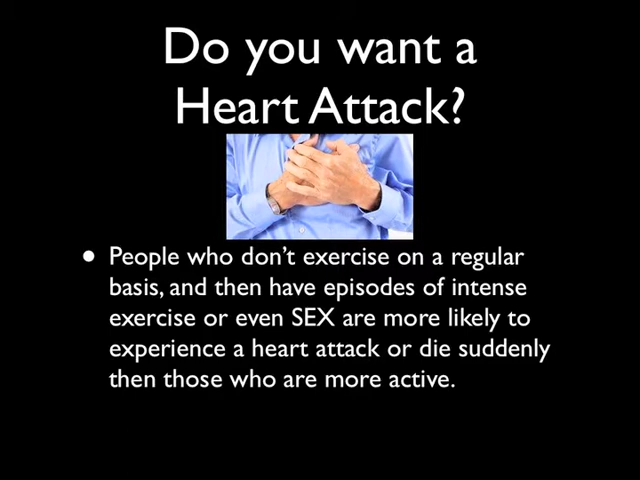 Do you want a
Heart Attack?
• People who don't exercise on a regular
basis, and then have episodes of intense
exercise or even SEX are more likely to
experience a heart attack or die suddenly
then those who are more active.